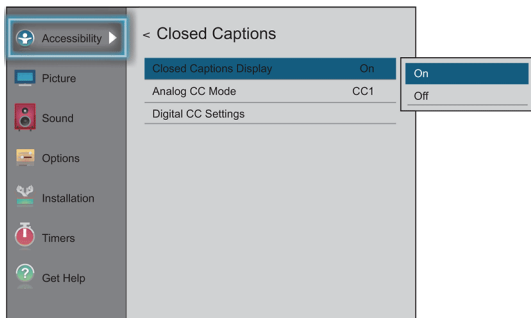 Accessibility
Picture
Sound
Options
Installation
Timers
Get Help
< Closed Captions
Closed Captions Display On
Analog CC Mode CC1
Digital CC Settings
On
Off